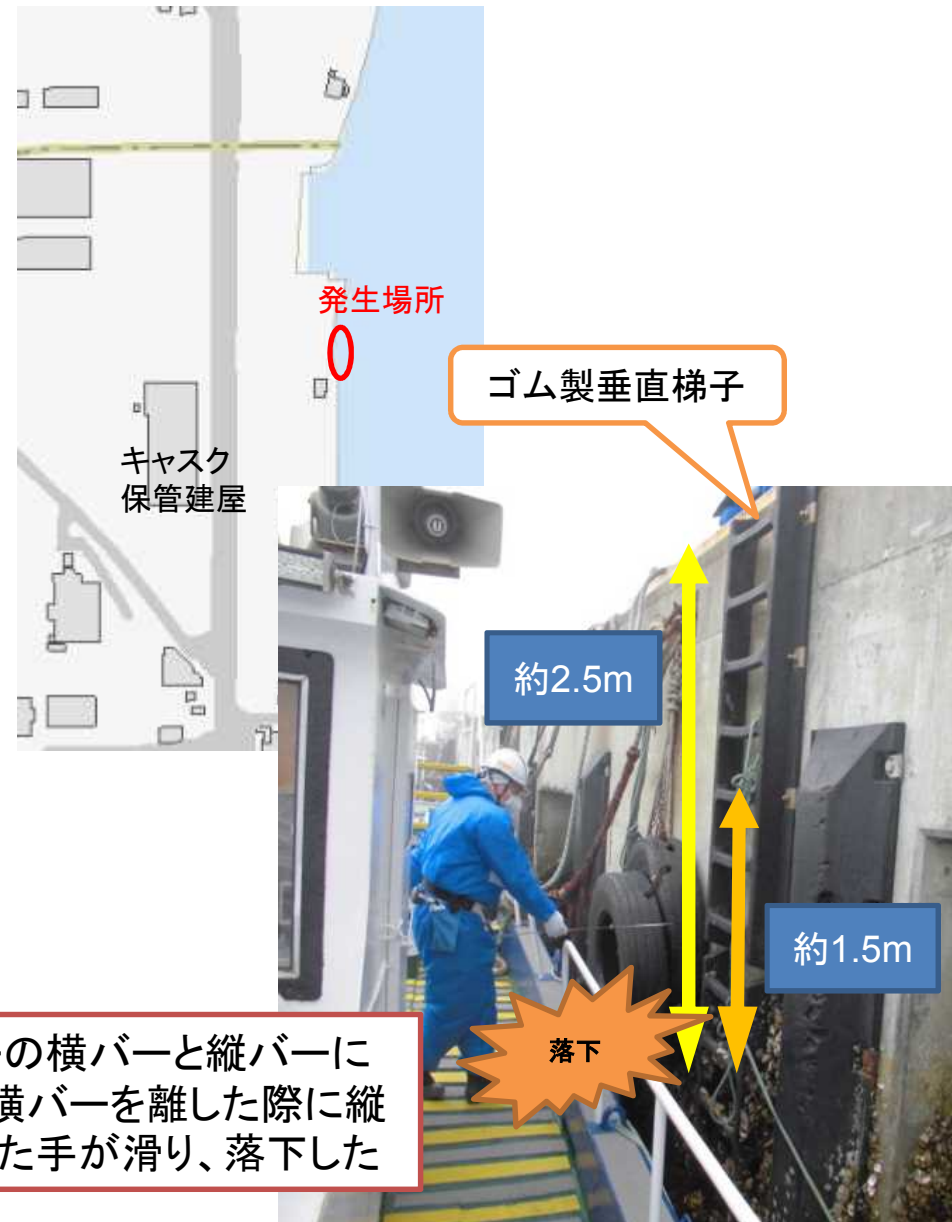 発生場所
ゴム製垂直梯子
キャスク
保管建屋
約2.5m
約1.5m
落下
の横バーと縦バーに
横バーを離した際に縦
た手が滑り、落下した